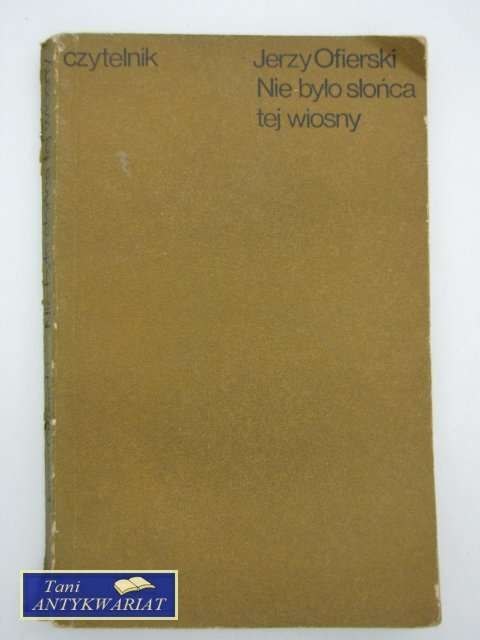 czytelnik
Jerzy Ofierski
Nie było słońca
tej wiosny
Tani
ANTYKWARIAT